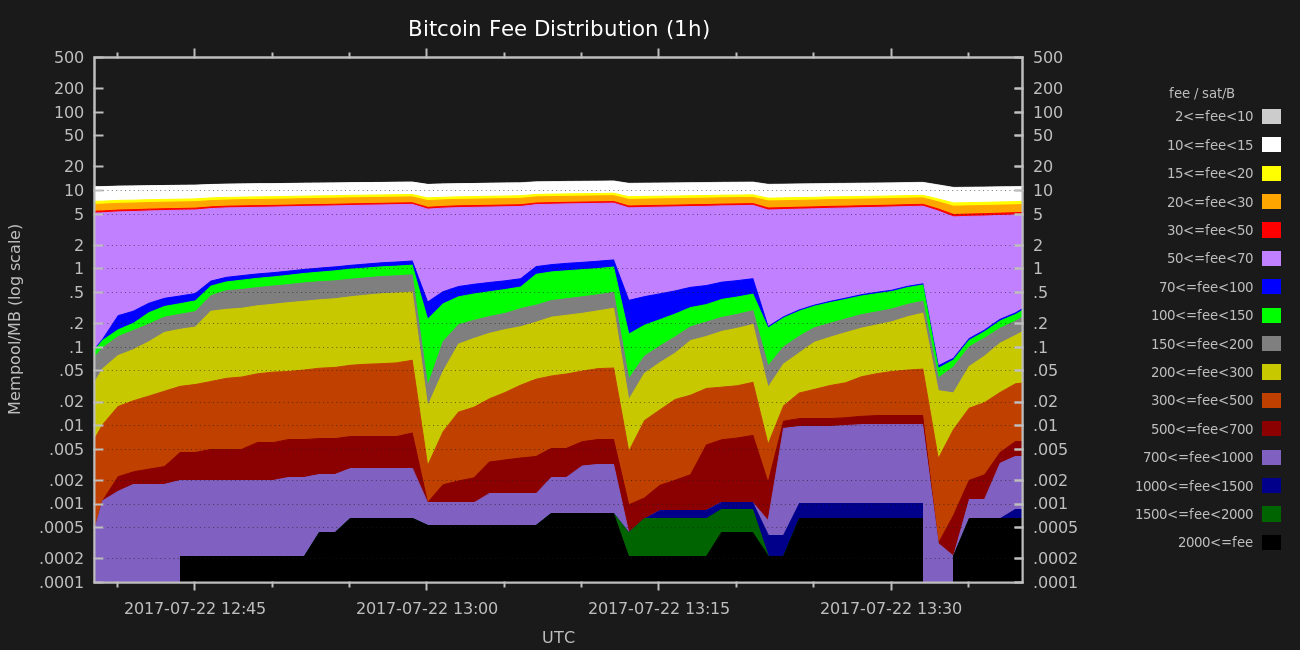 Bitcoin Fee Distribution (1h)
500
200
100
50
20
10
5
2
1
.5
.2
.1
.05
.02
.01
.005
.002
.001
.0005
.0002
.0001
Mempool/MB (log scale)
500
200
100
50
20
10
5
2
1
.5
.2
.1
.05
.02
.01
.005
.002
.001
.0005
.0002
.0001
2017-07-22 12:45
2017-07-22 13:00
2017-07-22 13:15
2017-07-22 13:30
UTC
fee / sat/B
2<=fee<10
10<=fee<15
15<=fee<20
20<=fee<30
30<=fee<50
50<=fee<70
70<=fee<100
100<=fee<150
150<=fee<200
200<=fee<300
300<=fee<500
500<=fee<700
700<=fee<1000
1000<=fee<1500
1500<=fee<2000
2000<=fee